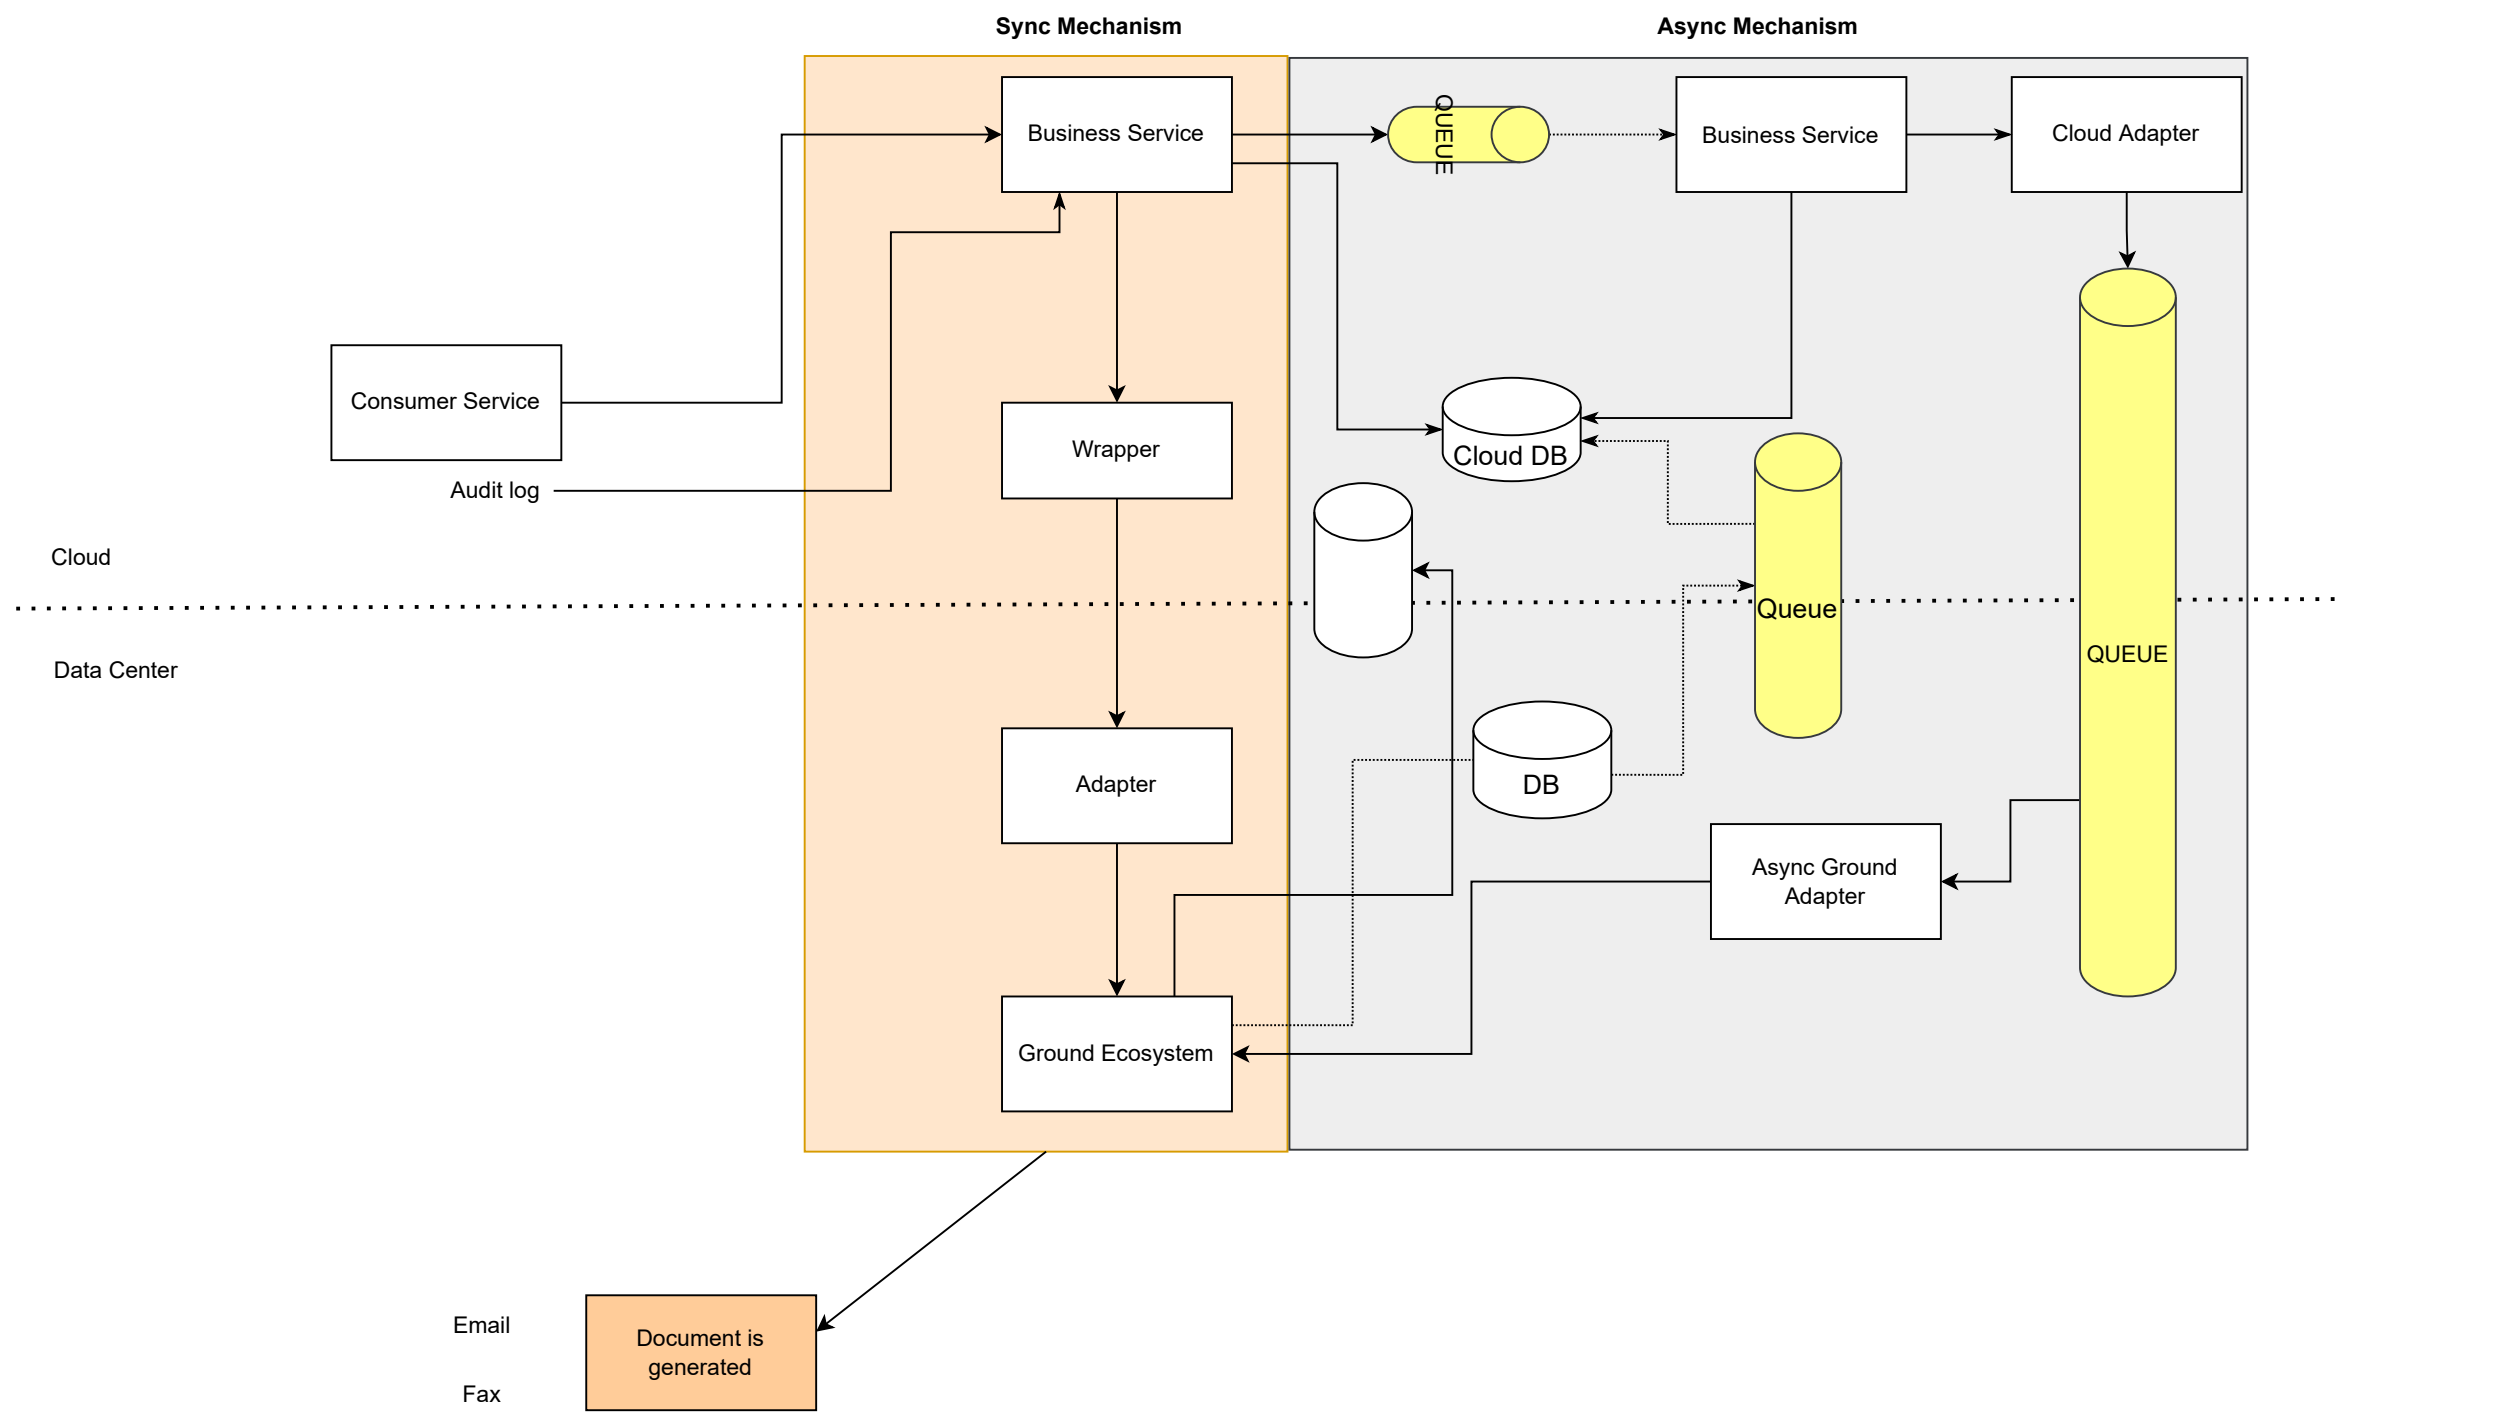 Sync Mechanism
Async Mechanism
Business Service
QUEUE
Business Service
Cloud Adapter
Consumer Service
Wrapper
Cloud DB
Audit log
Cloud
Queue
QUEUE
Data Center
Adapter
DB
Async Ground
Adapter
Ground Ecosystem
Email
Document is
generated
Fax